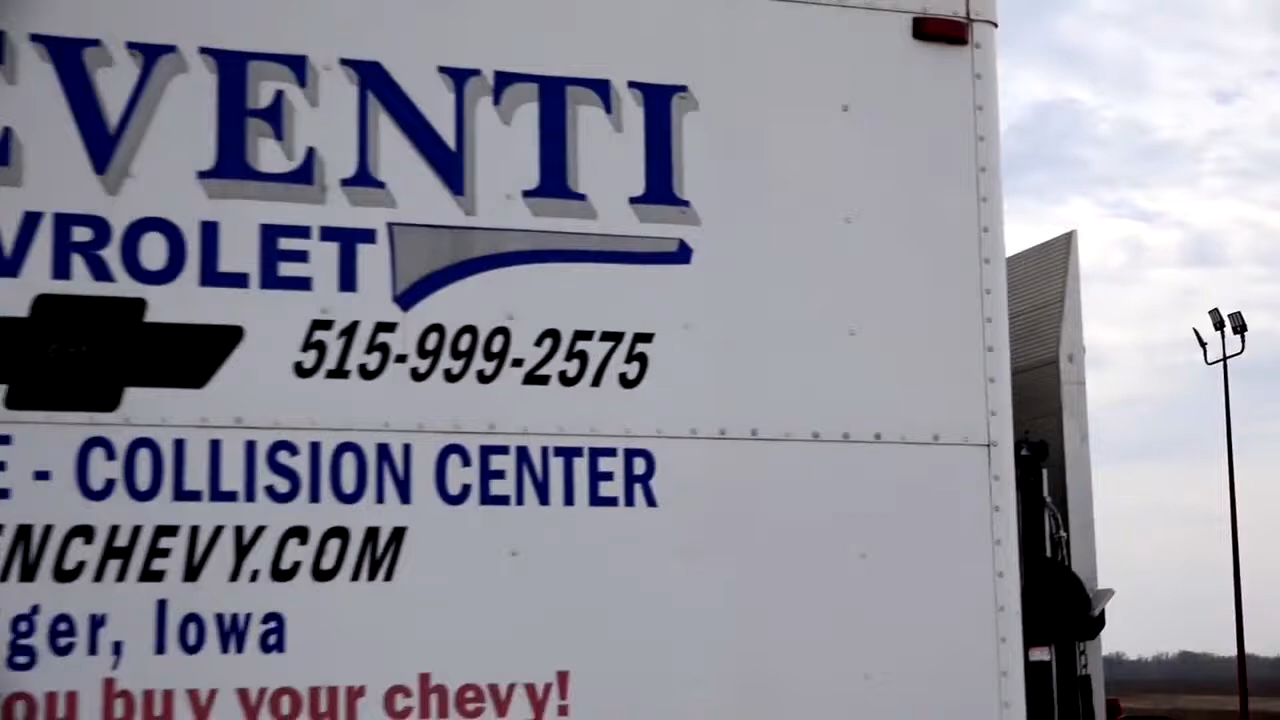 EVENTI
VROLET
515-999-2575
E - COLLISION CENTER
NCHEVY.COM
ger, Iowa
ou buy your chevy!